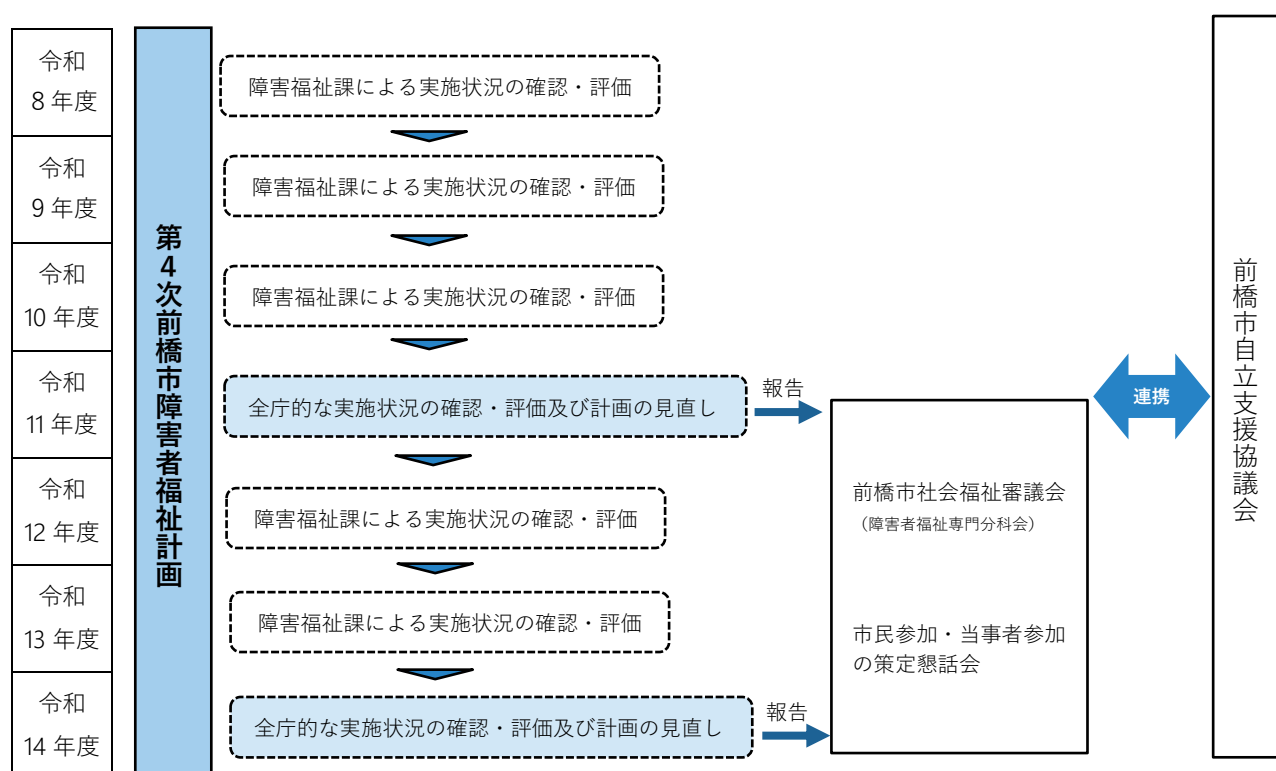 令和
8 年度
障害福祉課による実施状況の確認・評価
令和
9 年度
障害福祉課による実施状況の確認・評価
令和
10 年度
障害福祉課による実施状況の確認・評価
令和
11 年度
全庁的な実施状況の確認・評価及び計画の見直し
報告
令和
12 年度
障害福祉課による実施状況の確認・評価
令和
13 年度
障害福祉課による実施状況の確認・評価
令和
14 年度
全庁的な実施状況の確認・評価及び計画の見直し
報告
第4次前橋市障害者福祉計画
前橋市社会福祉審議会
(障害者福祉専門分科会)
市民参加・当事者参加
の策定懇話会
連携
前橋市自立支援協議会